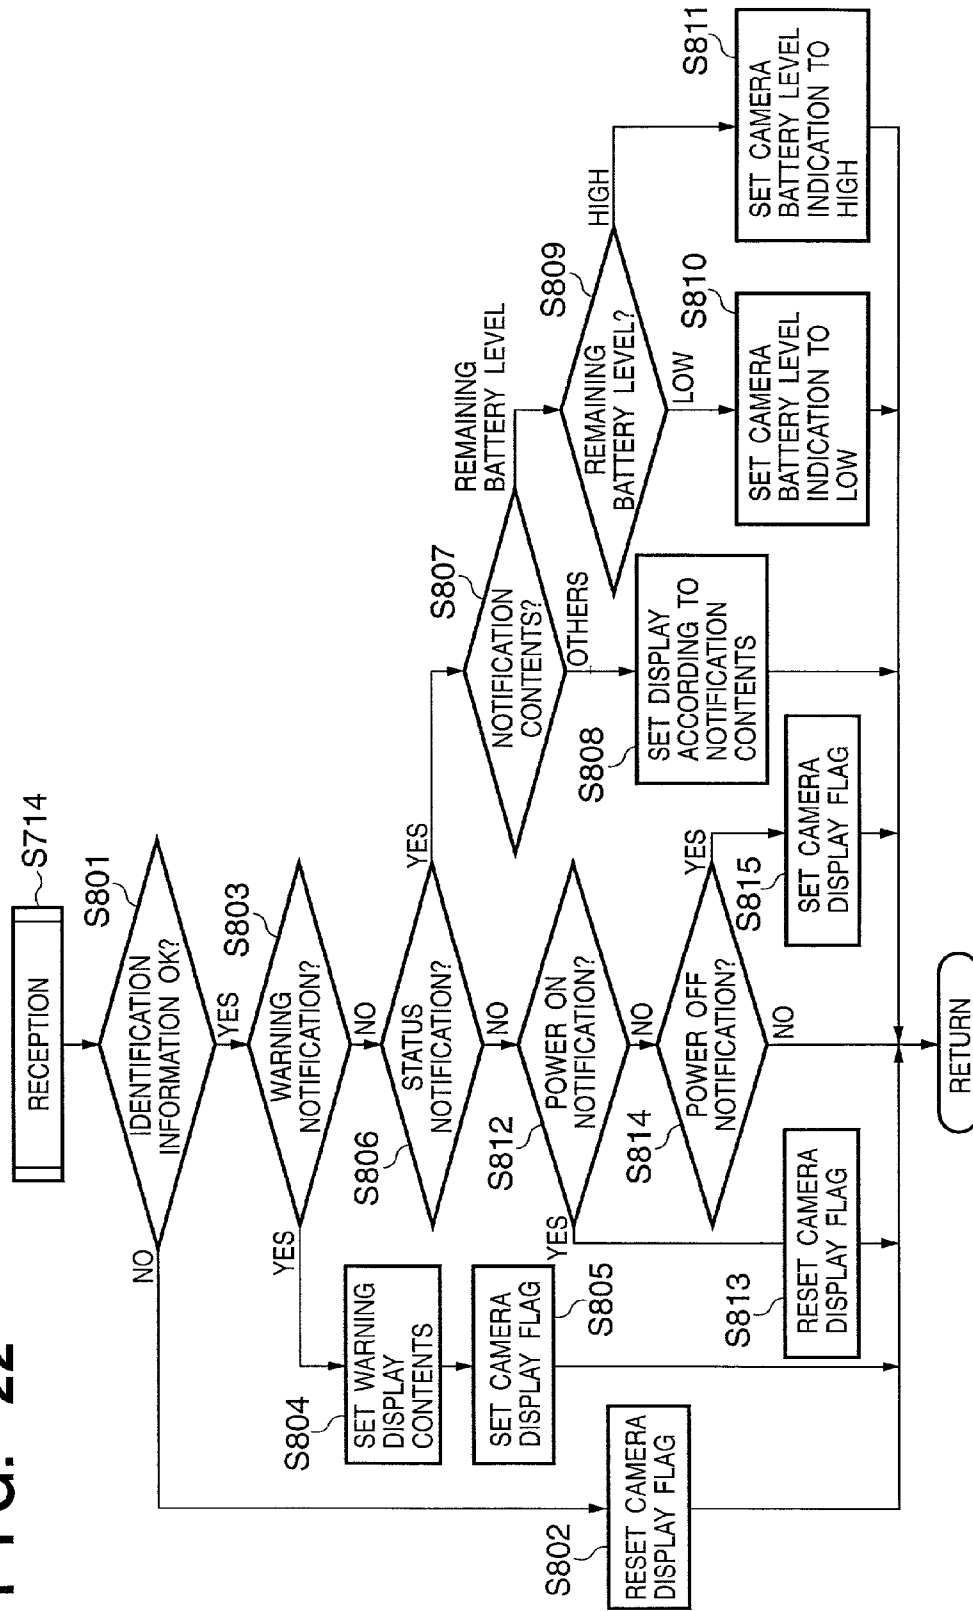 FIG. 22
RECEPTION
S714
S801
IDENTIFICATION
INFORMATION OK?
NO
YES
S803
WARNING
NOTIFICATION?
YES
NO
S804
SET WARNING
DISPLAY
CONTENTS
S805
SET CAMERA
DISPLAY FLAG
S802
RESET CAMERA
DISPLAY FLAG
S806
STATUS
NOTIFICATION?
YES
NO
S807
NOTIFICATION
CONTENTS?
REMAINING
BATTERY LEVEL
OTHERS
S808
SET DISPLAY
ACCORDING TO
NOTIFICATION
CONTENTS
S809
REMAINING
BATTERY LEVEL?
HIGH
LOW
S810
SET CAMERA
BATTERY LEVEL
INDICATION TO
LOW
S811
SET CAMERA
BATTERY LEVEL
INDICATION TO
HIGH
S812
POWER ON
NOTIFICATION?
YES
NO
S813
RESET CAMERA
DISPLAY FLAG
S814
POWER OFF
NOTIFICATION?
YES
NO
S815
SET CAMERA
DISPLAY FLAG
RETURN